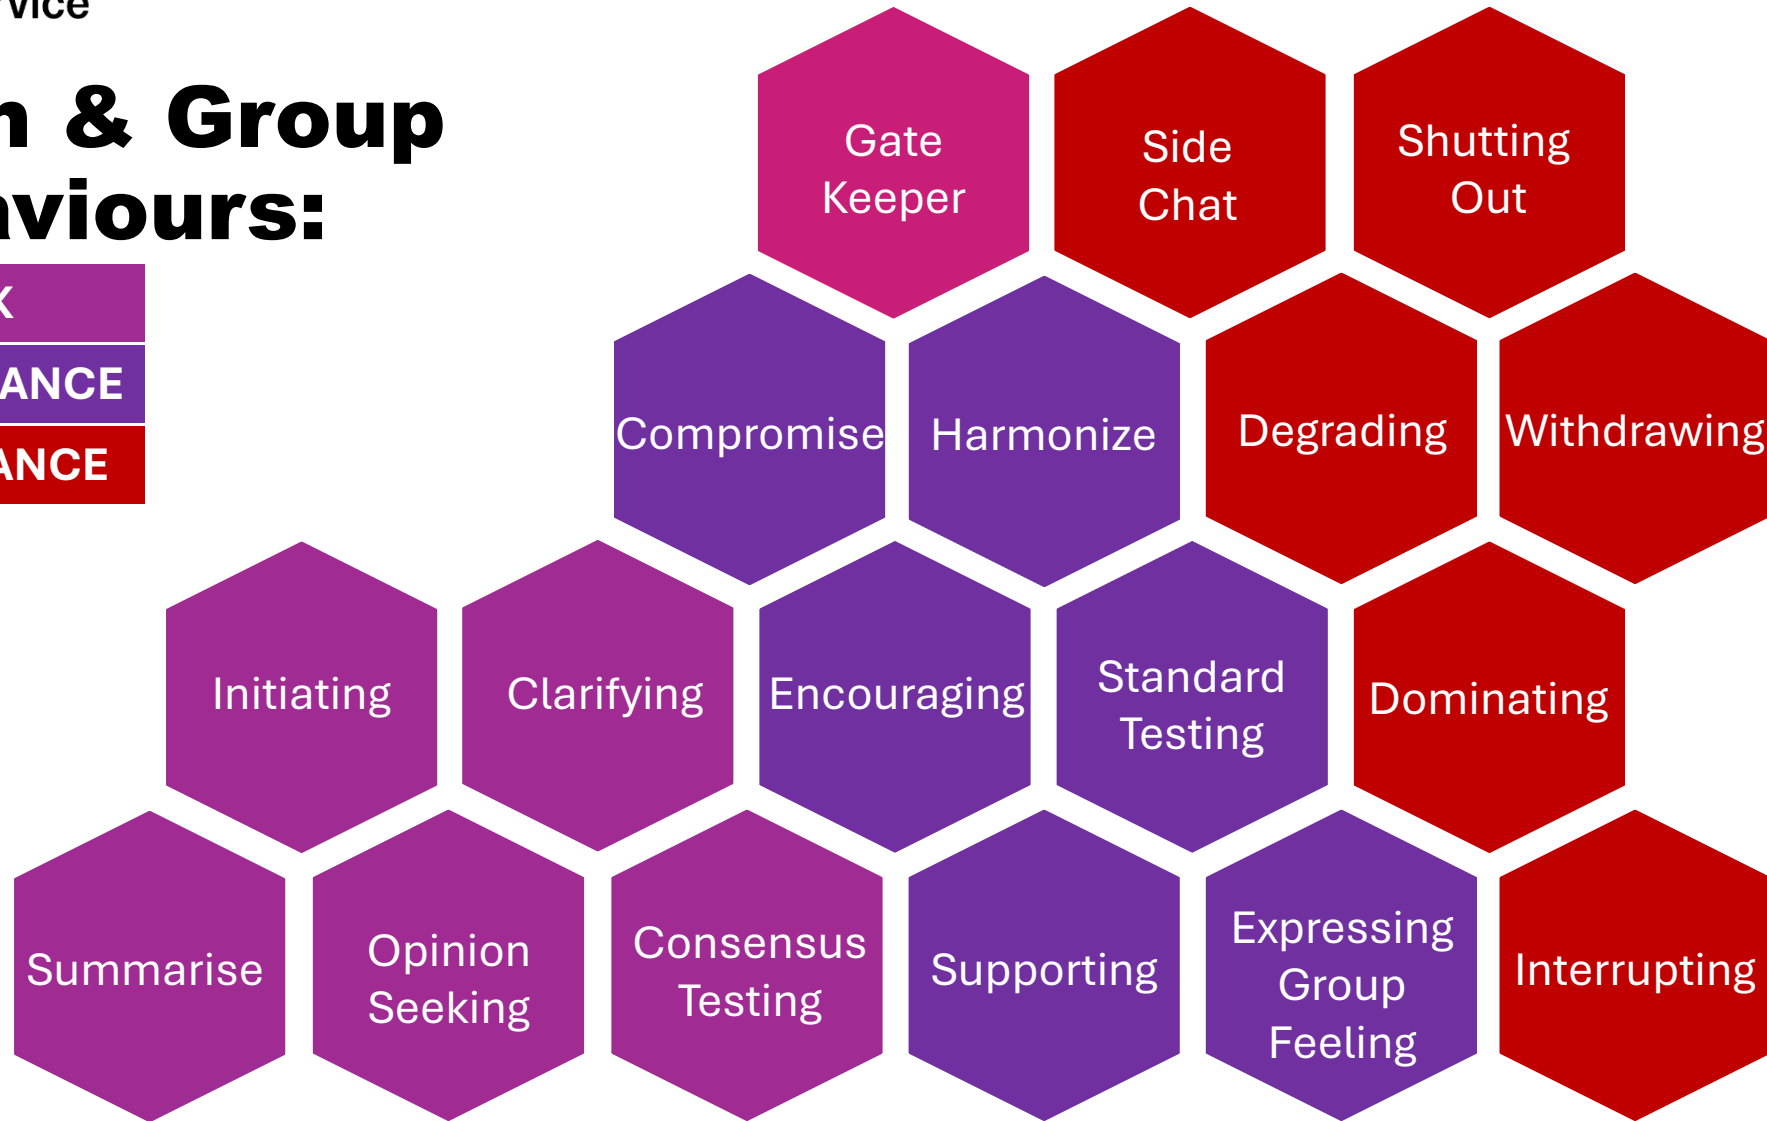 rvice
n & Group
aviours:
K
ANCE
ANCE
Gate
Keeper
Side
Chat
Shutting
Out
Compromise
Harmonize
Degrading
Withdrawing
Initiating
Clarifying
Encouraging
Standard
Testing
Dominating
Summarise
Opinion
Seeking
Consensus
Testing
Supporting
Expressing
Group
Feeling
Interrupting